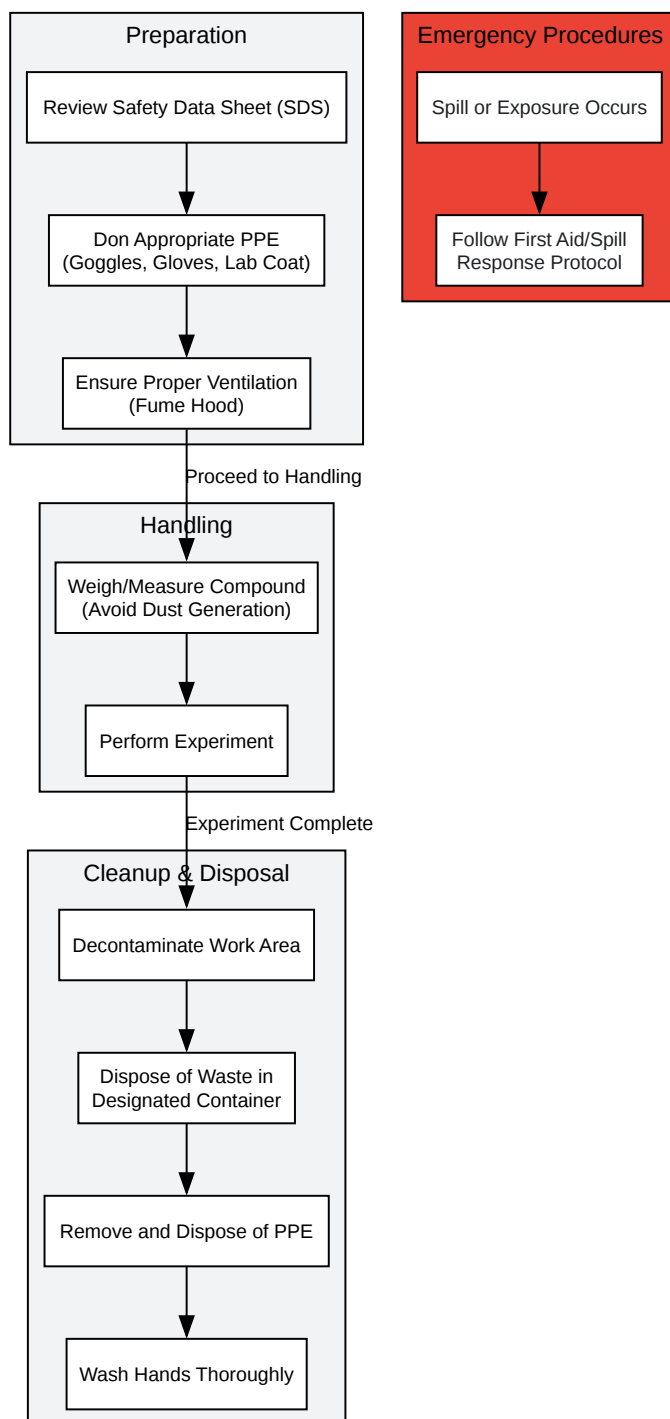 Preparation
Review Safety Data Sheet (SDS)
Don Appropriate PPE
(Goggles, Gloves, Lab Coat)
Ensure Proper Ventilation
(Fume Hood)
Proceed to Handling
Handling
Weigh/Measure Compound
(Avoid Dust Generation)
Perform Experiment
Experiment Complete
Cleanup & Disposal
Decontaminate Work Area
Dispose of Waste in
Designated Container
Remove and Dispose of PPE
Wash Hands Thoroughly
Emergency Procedures
Spill or Exposure Occurs
Follow First Aid/Spill
Response Protocol